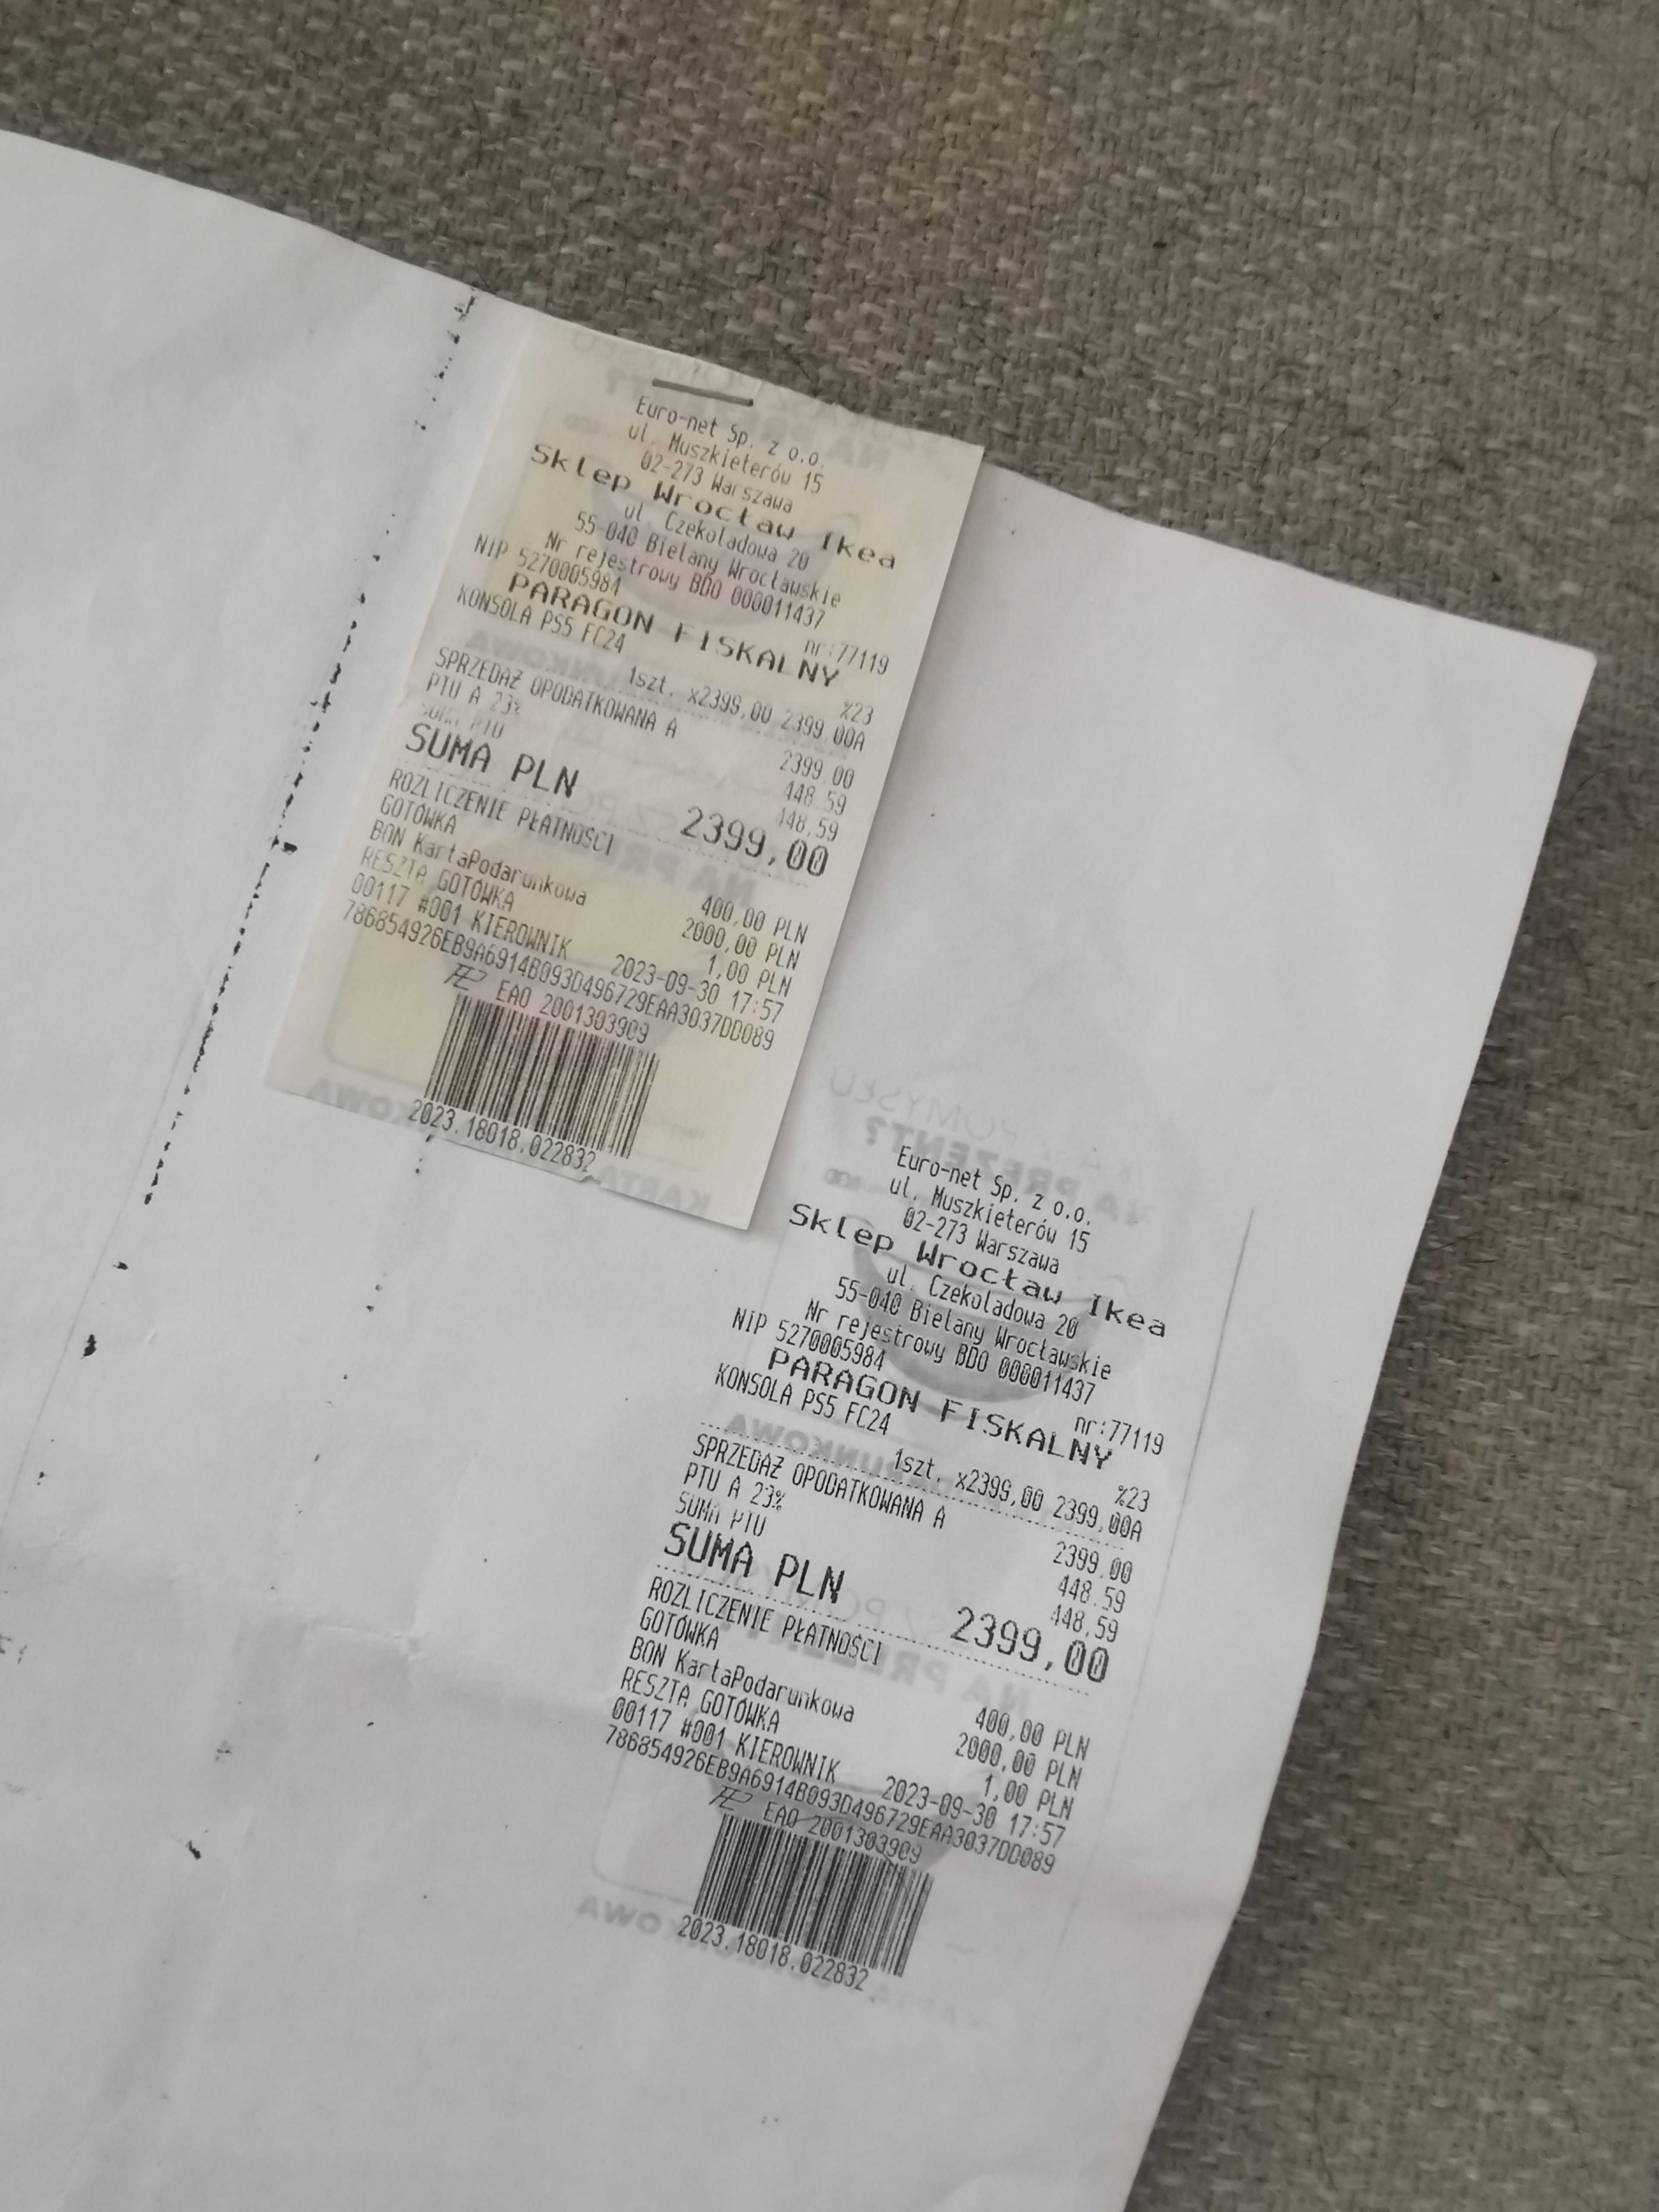 Euro-net Sp. z o.o.
ul. Muszkieterów 15
02-273 Warszawa
Sklep Wrocław Ikea
ul. Czekoladowa 20
55-040 Bielany Wrocławskie
Nr rejestrowy BDO 000011437
NIP 5270005984 nr:77119
PARAGON FISKALNY
KONSOLA PS5 FC24 %23
1szt. x2399,00 2399,00A
SPRZEDAŻ OPODATKOWANA A 2399.00
PTU A 23% 448.59
SUMA PTU 448.59
SUMA PLN 2399,00
ROZLICZENIE PŁATNOŚCI
GOTÓWKA 400,00 PLN
BON KartaPodarunkowa 2000,00 PLN
RESZTA GOTÓWKA 1,00 PLN
00117 #001 KIEROWNIK 2023-09-30 17:57
786854926EB9A6914B093D496729EAA3037DD089
EAO 2001303909
2023.18018.022832
Euro-net Sp. z o.o.
ul. Muszkieterów 15
02-273 Warszawa
Sklep Wrocław Ikea
ul. Czekoladowa 20
55-040 Bielany Wrocławskie
Nr rejestrowy BDO 000011437
NIP 5270005984 nr:77119
PARAGON FISKALNY
KONSOLA PS5 FC24 %23
1szt. x2399,00 2399,00A
SPRZEDAŻ OPODATKOWANA A 2399.00
PTU A 23% 448.59
SUMA PTU 448.59
SUMA PLN 2399,00
ROZLICZENIE PŁATNOŚCI
GOTÓWKA 400,00 PLN
BON KartaPodarunkowa 2000,00 PLN
RESZTA GOTÓWKA 1,00 PLN
00117 #001 KIEROWNIK 2023-09-30 17:57
786854926EB9A6914B093D496729EAA3037DD089
EAO 2001303909
2023.18018.022832